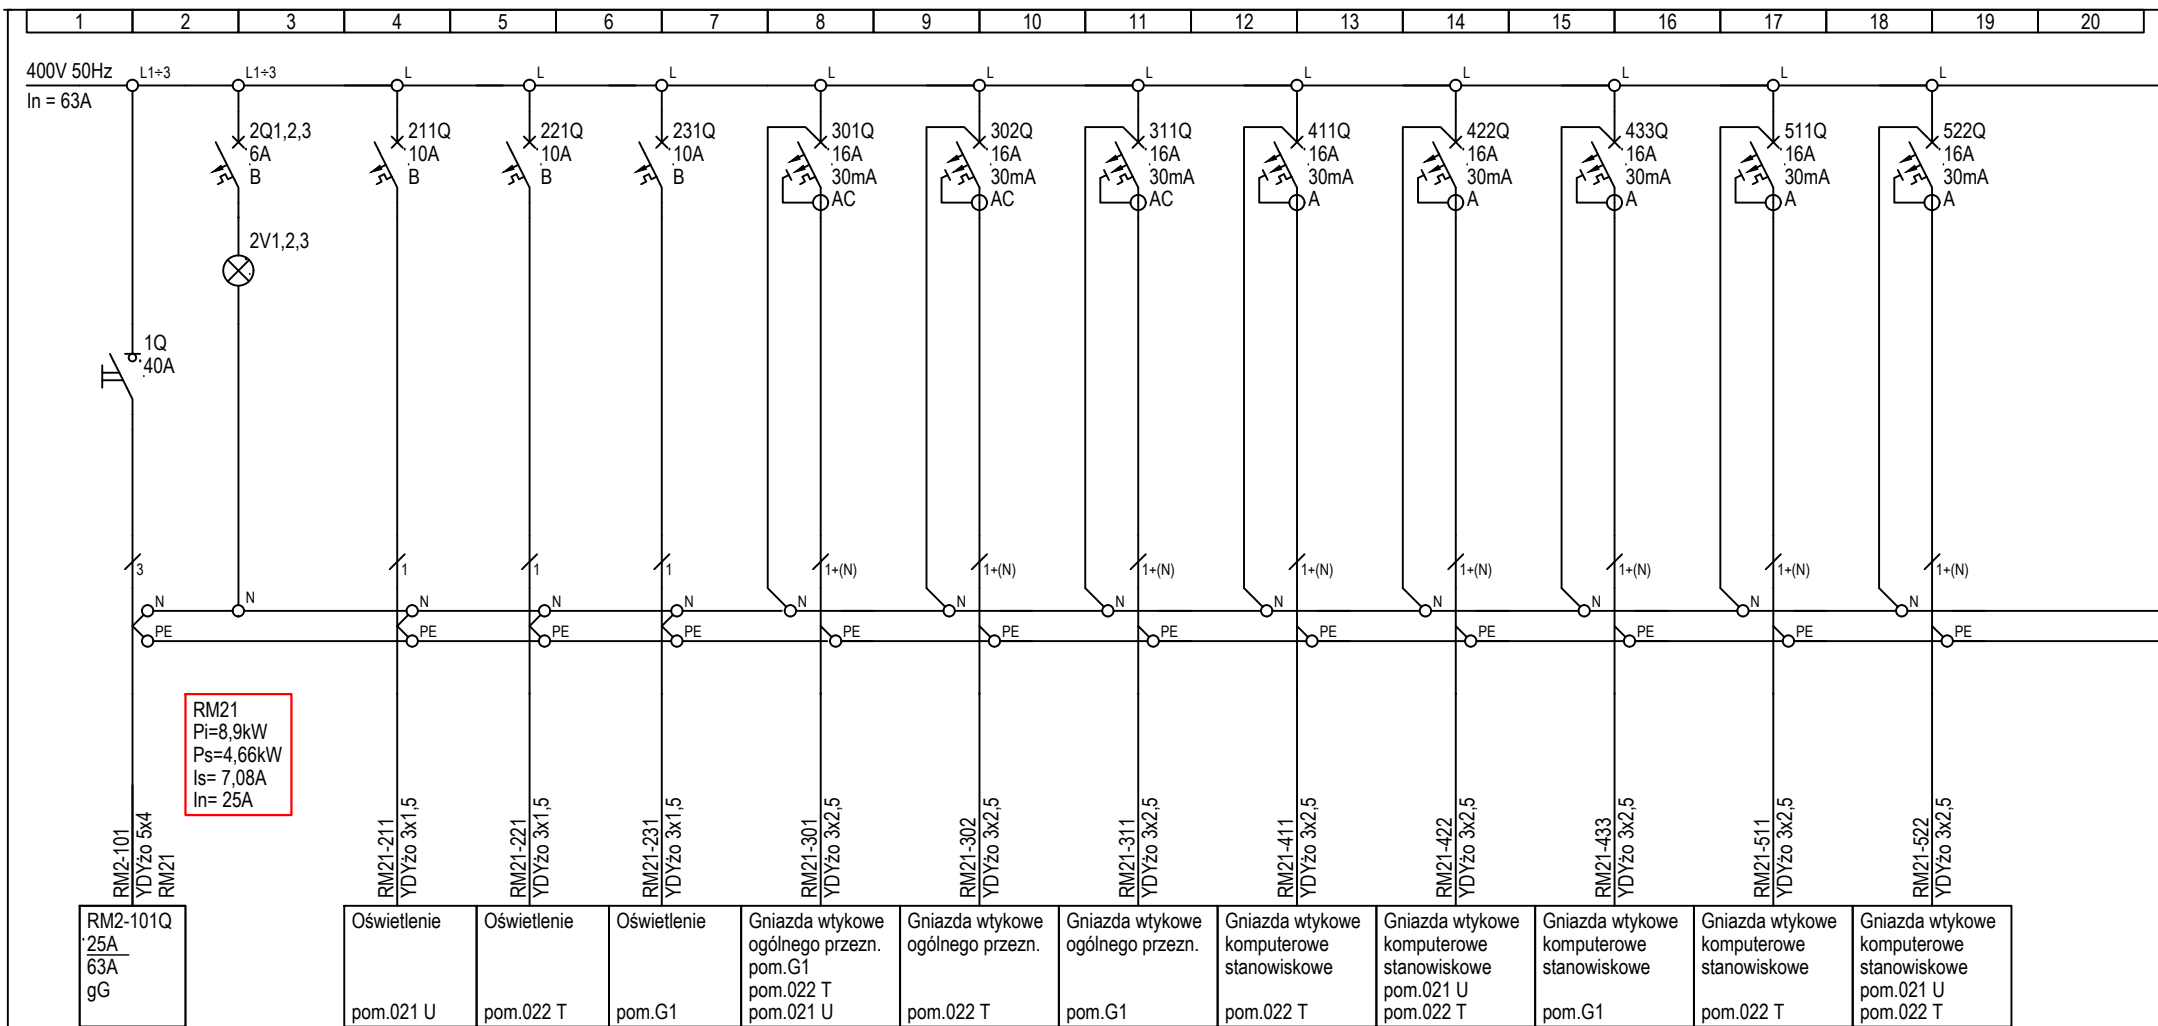 1 2 3 4 5 6 7 8 9 10 11 12 13 14 15 16 17 18 19 20
400V 50Hz
In = 63A
L1÷3 L1÷3 L L L L L L L L L L L
2Q1,2,3
6A
B
211Q
10A
B
221Q
10A
B
231Q
10A
B
301Q
16A
30mA
AC
302Q
16A
30mA
AC
311Q
16A
30mA
AC
411Q
16A
30mA
A
422Q
16A
30mA
A
433Q
16A
30mA
A
511Q
16A
30mA
A
522Q
16A
30mA
A
2V1,2,3
1Q
40A
3 1 1 1 1+(N) 1+(N) 1+(N) 1+(N) 1+(N) 1+(N) 1+(N) 1+(N)
N N N N N N N N N N N N N
PE PE PE PE PE PE PE PE PE PE PE PE
RM21
Pi=8,9kW
Ps=4,66kW
Is= 7,08A
In= 25A
RM2-101
YDYżo 5x4
RM21
RM21-211
YDYżo 3x1,5
RM21-221
YDYżo 3x1,5
RM21-231
YDYżo 3x1,5
RM21-301
YDYżo 3x2,5
RM21-302
YDYżo 3x2,5
RM21-311
YDYżo 3x2,5
RM21-411
YDYżo 3x2,5
RM21-422
YDYżo 3x2,5
RM21-433
YDYżo 3x2,5
RM21-511
YDYżo 3x2,5
RM21-522
YDYżo 3x2,5
RM2-101Q
25A
63A
gG
Oświetlenie
pom.021 U
Oświetlenie
pom.022 T
Oświetlenie
pom.G1
Gniazda wtykowe
ogólnego przezn.
pom.G1
pom.022 T
pom.021 U
Gniazda wtykowe
ogólnego przezn.
pom.022 T
Gniazda wtykowe
ogólnego przezn.
pom.G1
Gniazda wtykowe
komputerowe
stanowiskowe
pom.022 T
Gniazda wtykowe
komputerowe
stanowiskowe
pom.021 U
pom.022 T
Gniazda wtykowe
komputerowe
stanowiskowe
pom.G1
Gniazda wtykowe
komputerowe
stanowiskowe
pom.022 T
Gniazda wtykowe
komputerowe
stanowiskowe
pom.021 U
pom.022 T